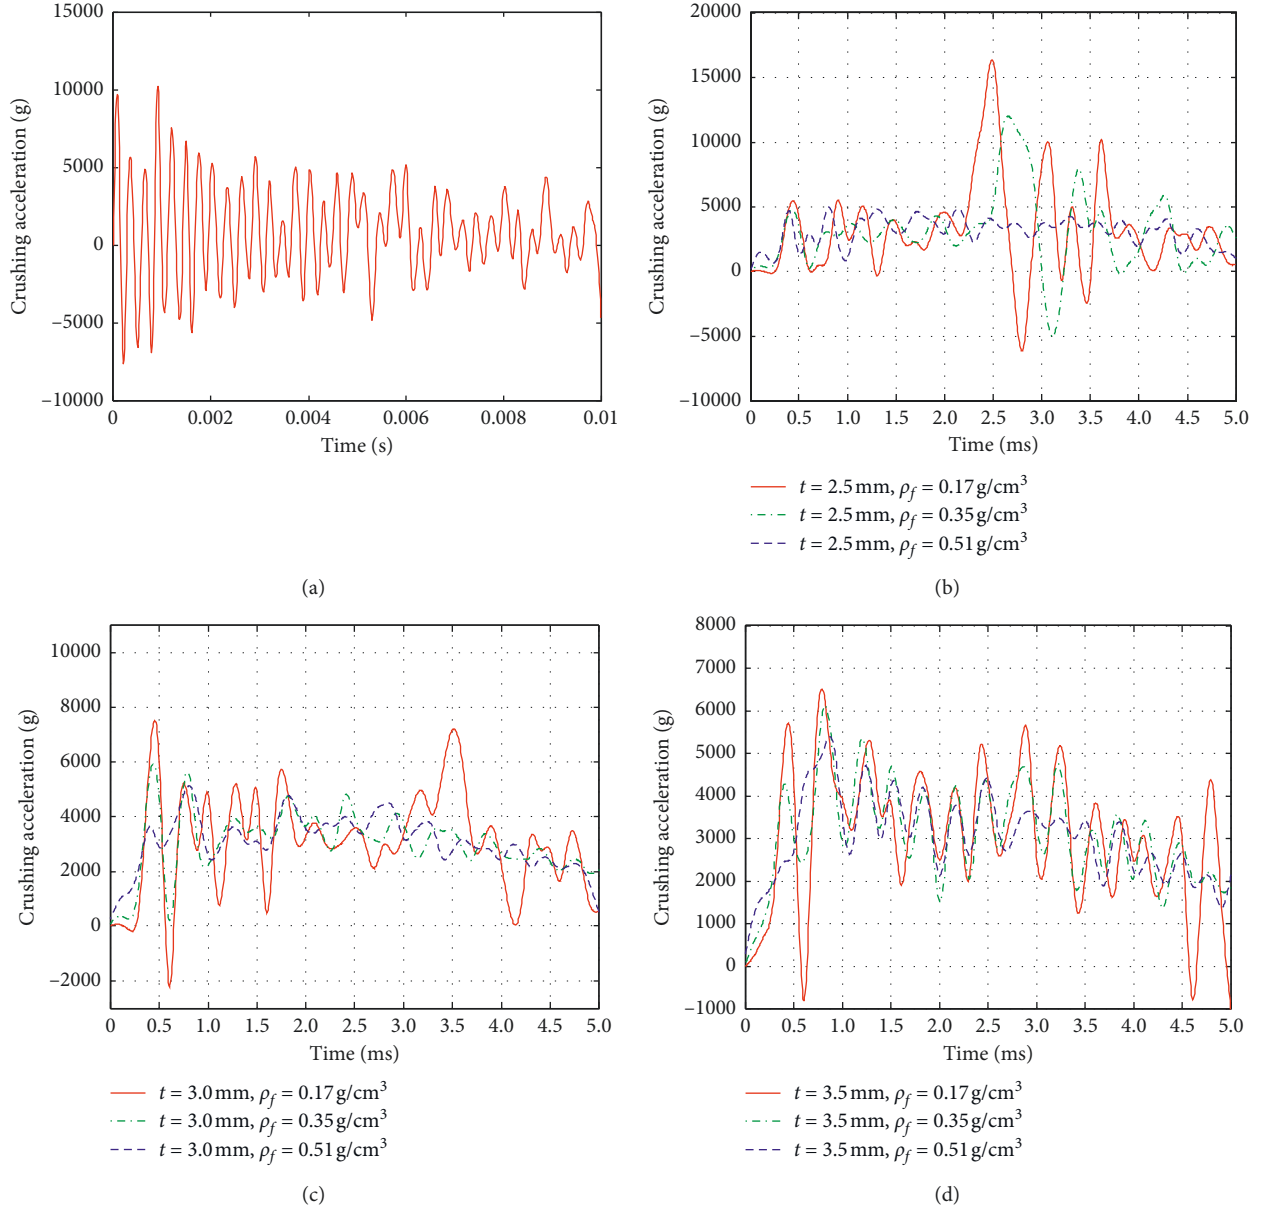 15000
10000
5000
0
−5000
−10000
Crushing acceleration (g)
0 0.002 0.004 0.006 0.008 0.01
Time (s)
(a)
20000
15000
10000
5000
0
−5000
−10000
Crushing acceleration (g)
0 0.5 1.0 1.5 2.0 2.5 3.0 3.5 4.0 4.5 5.0
Time (ms)
t = 2.5 mm, ρf = 0.17 g/cm³
t = 2.5 mm, ρf = 0.35 g/cm³
t = 2.5 mm, ρf = 0.51 g/cm³
(b)
10000
8000
6000
4000
2000
0
−2000
Crushing acceleration (g)
0 0.5 1.0 1.5 2.0 2.5 3.0 3.5 4.0 4.5 5.0
Time (ms)
t = 3.0 mm, ρf = 0.17 g/cm³
t = 3.0 mm, ρf = 0.35 g/cm³
t = 3.0 mm, ρf = 0.51 g/cm³
(c)
8000
7000
6000
5000
4000
3000
2000
1000
0
−1000
Crushing acceleration (g)
0 0.5 1.0 1.5 2.0 2.5 3.0 3.5 4.0 4.5 5.0
Time (ms)
t = 3.5 mm, ρf = 0.17 g/cm³
t = 3.5 mm, ρf = 0.35 g/cm³
t = 3.5 mm, ρf = 0.51 g/cm³
(d)